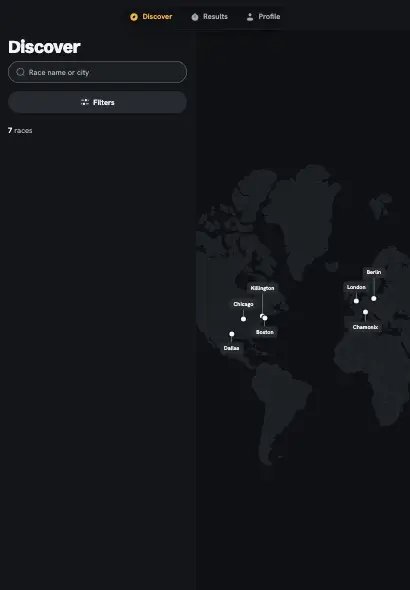 Discover
Results
Profile
Discover
Race name or city
Filters
7 races
Berlin
Killington
London
Chicago
Chamonix
Boston
Dallas